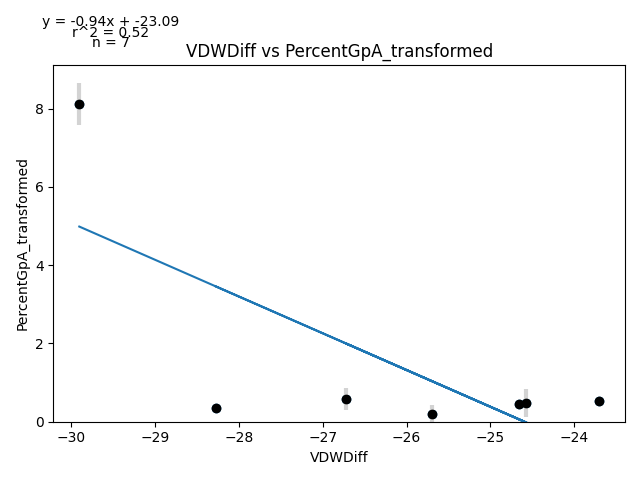 y = -0.94x + -23.09
r^2 = 0.52
n = 7
VDWDiff vs PercentGpA_transformed
PercentGpA_transformed
8
6
4
2
0
−30
−29
−28
−27
−26
−25
−24
VDWDiff